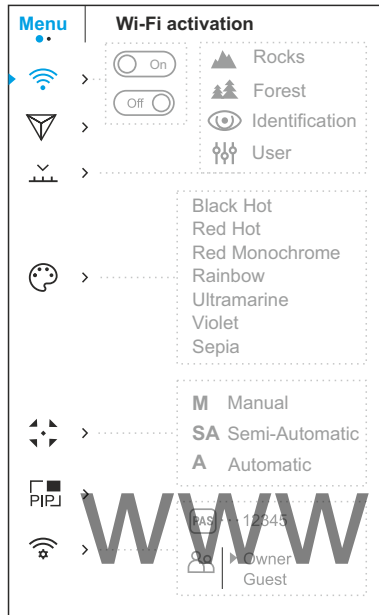 Menu Wi-Fi activation
On
Off
Rocks
Forest
Identification
User
Black Hot
Red Hot
Red Monochrome
Rainbow
Ultramarine
Violet
Sepia
M Manual
SA Semi-Automatic
A Automatic
PIP
PAS 12345
Owner
Guest
WWW